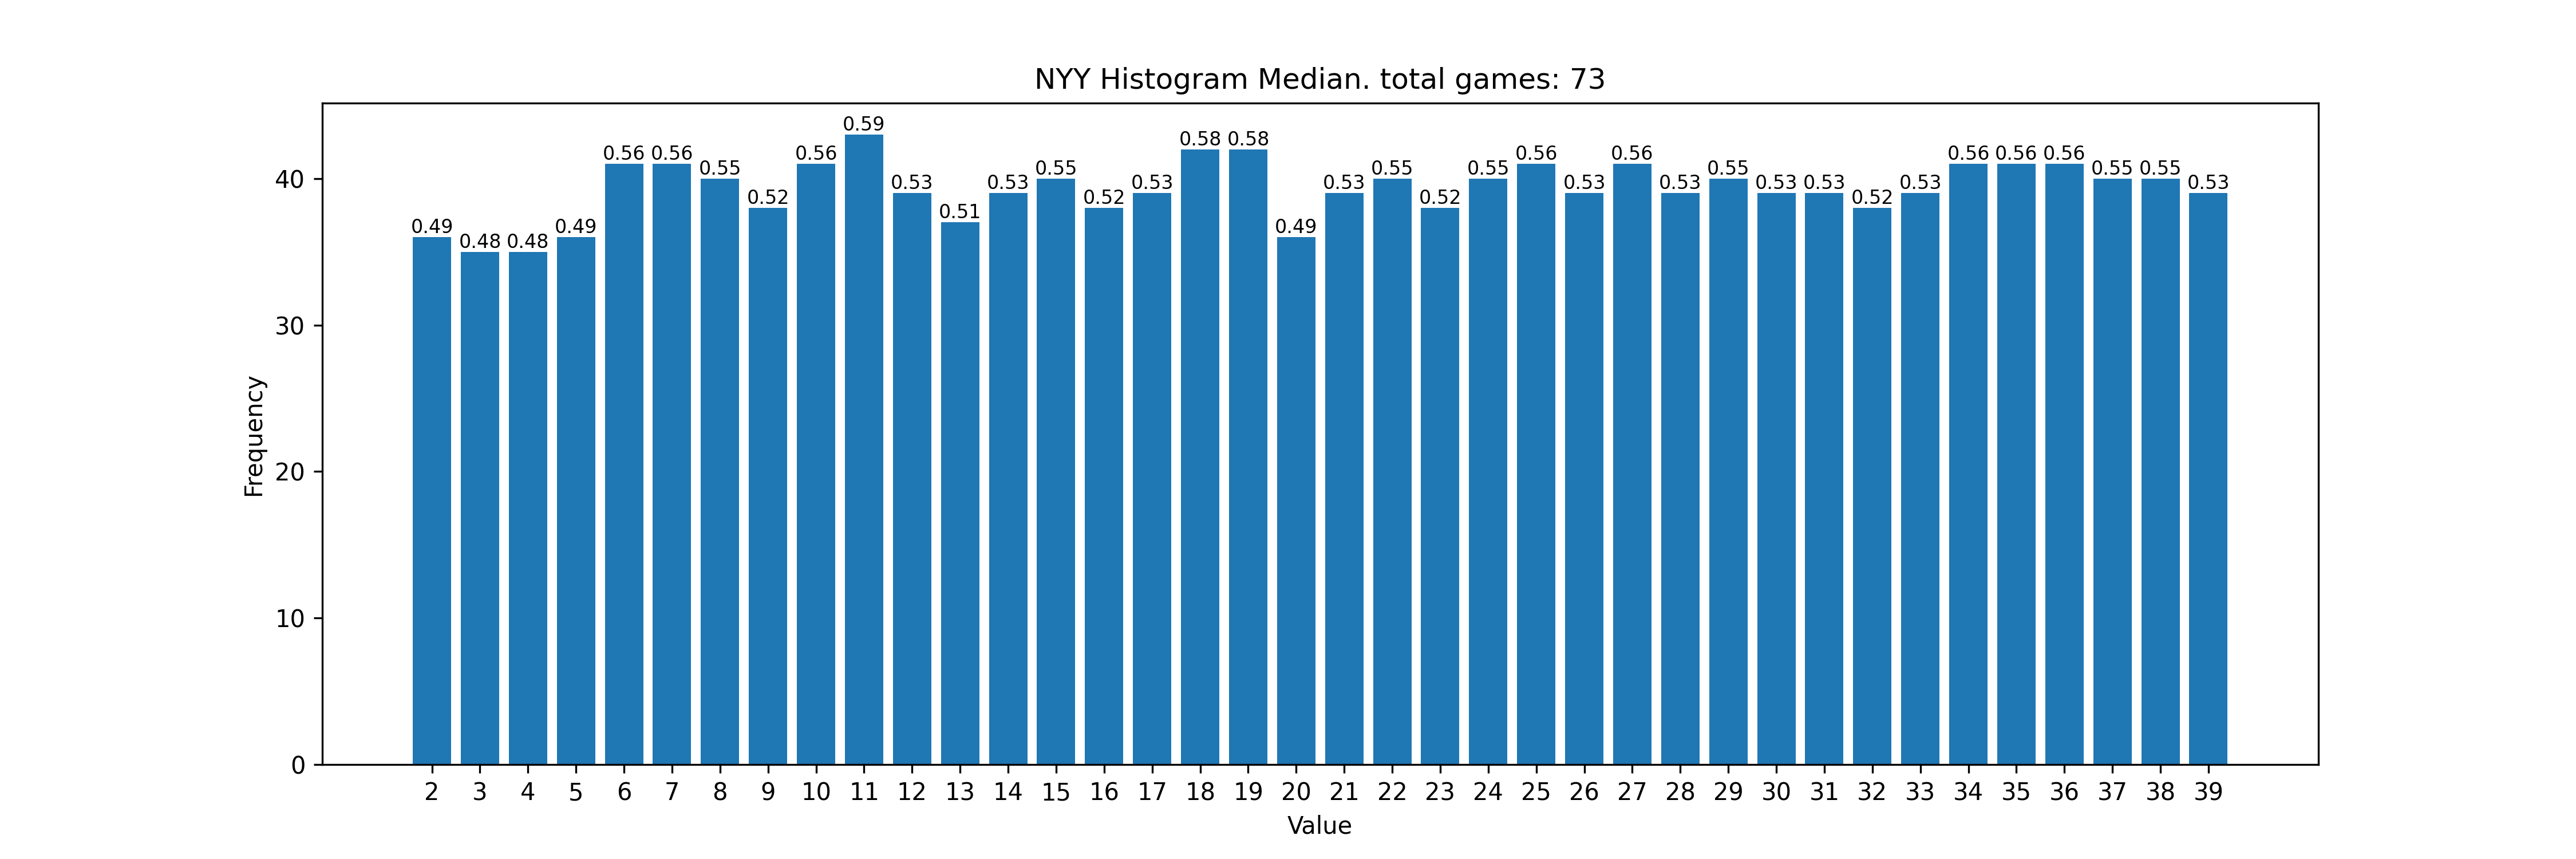 NYY Histogram Median. total games: 73
0.49 0.48 0.48 0.49 0.56 0.56 0.55 0.52 0.56 0.59 0.53 0.51 0.53 0.55 0.52 0.53 0.58 0.58 0.49 0.53 0.55 0.52 0.55 0.56 0.53 0.56 0.53 0.55 0.53 0.53 0.52 0.53 0.56 0.56 0.56 0.55 0.55 0.53
40
30
20
10
0
Frequency
2 3 4 5 6 7 8 9 10 11 12 13 14 15 16 17 18 19 20 21 22 23 24 25 26 27 28 29 30 31 32 33 34 35 36 37 38 39
Value